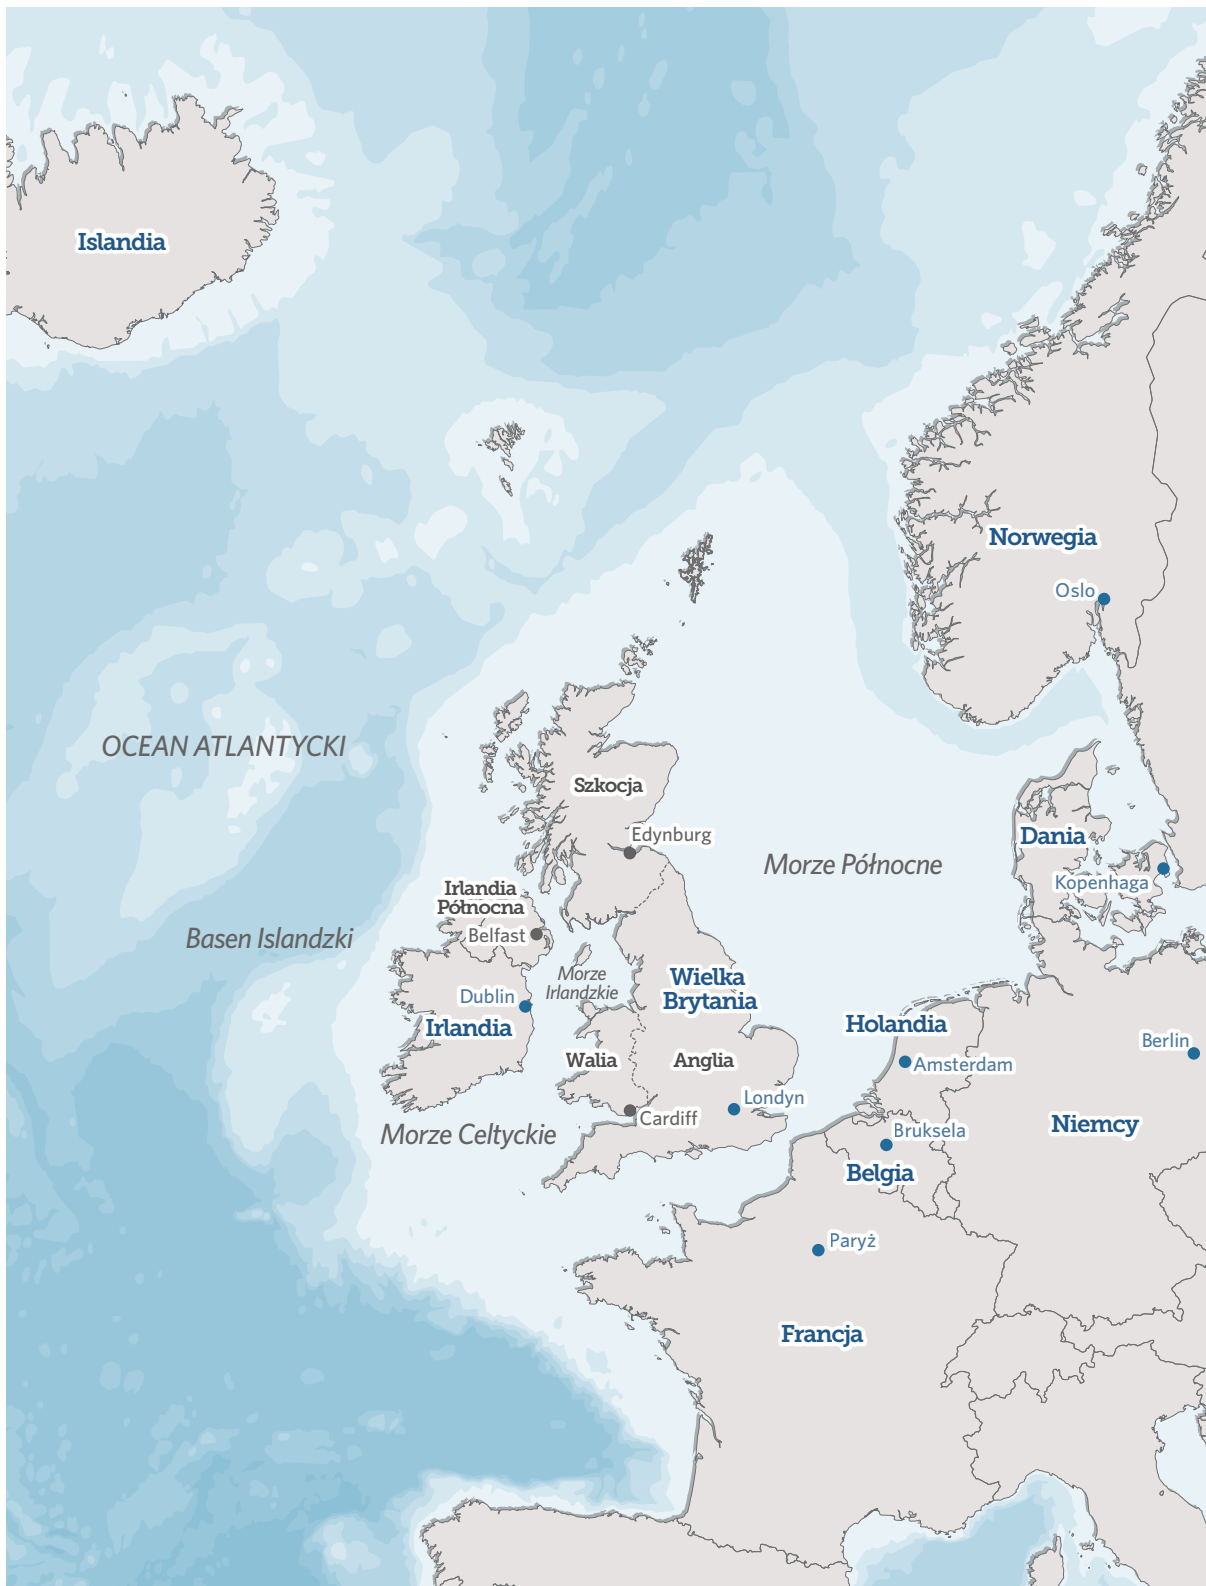 Islandia
Norwegia
Oslo
OCEAN ATLANTYCKI
Szkocja
Edynburg
Dania
Morze Północne
Kopenhaga
Irlandia
Północna
Belfast
Basen Islandzki
Morze
Irlandzkie
Wielka
Brytania
Dublin
Irlandia
Holandia
Berlin
Walia
Anglia
Amsterdam
Londyn
Cardiff
Morze Celtyckie
Bruksela
Niemcy
Belgia
Paryż
Francja